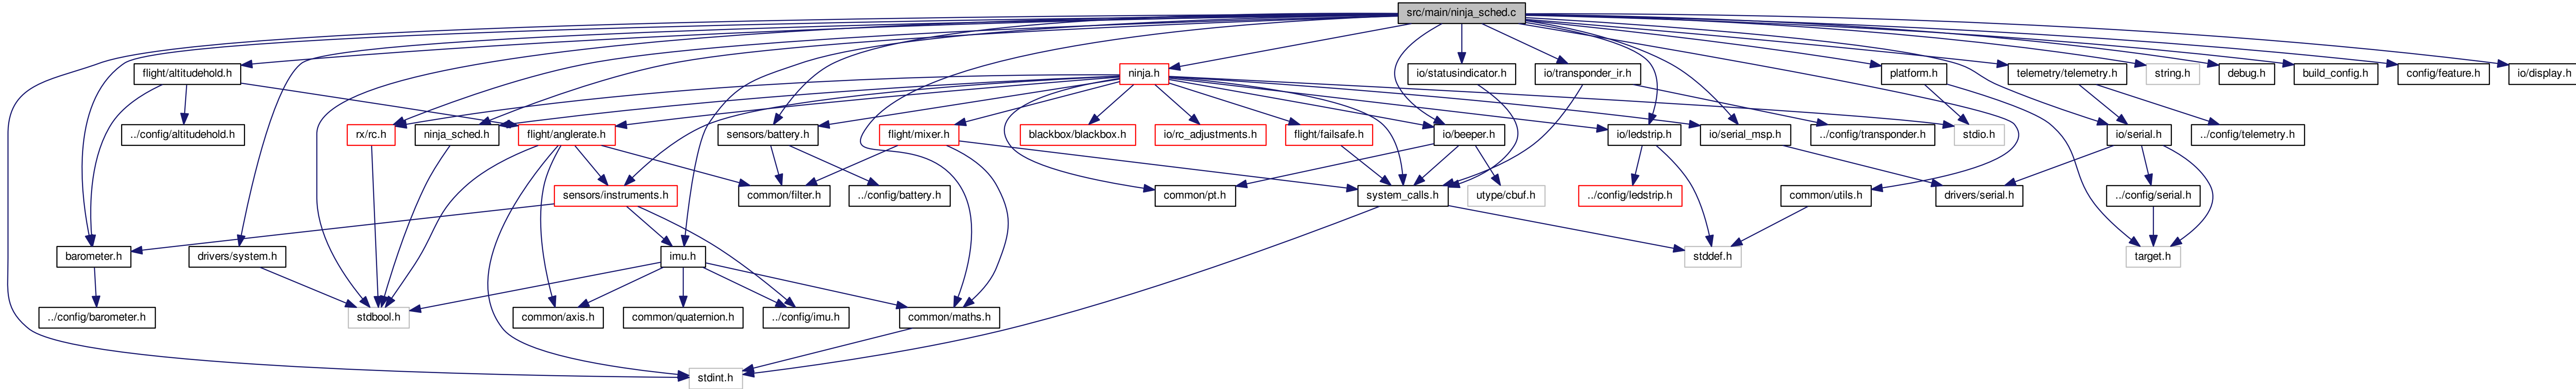 src/main/ninja_sched.c
flight/altitudehold.h
ninja.h
io/statusindicator.h
io/transponder_ir.h
platform.h
telemetry/telemetry.h
string.h
debug.h
build_config.h
config/feature.h
io/display.h
../config/altitudehold.h
rx/rc.h
ninja_sched.h
flight/anglerate.h
sensors/battery.h
flight/mixer.h
blackbox/blackbox.h
io/rc_adjustments.h
flight/failsafe.h
io/beeper.h
io/ledstrip.h
io/serial_msp.h
../config/transponder.h
stdio.h
io/serial.h
../config/telemetry.h
sensors/instruments.h
common/filter.h
../config/battery.h
common/pt.h
system_calls.h
utype/cbuf.h
../config/ledstrip.h
common/utils.h
drivers/serial.h
../config/serial.h
barometer.h
drivers/system.h
imu.h
stddef.h
target.h
../config/barometer.h
stdbool.h
common/axis.h
common/quaternion.h
../config/imu.h
common/maths.h
stdint.h